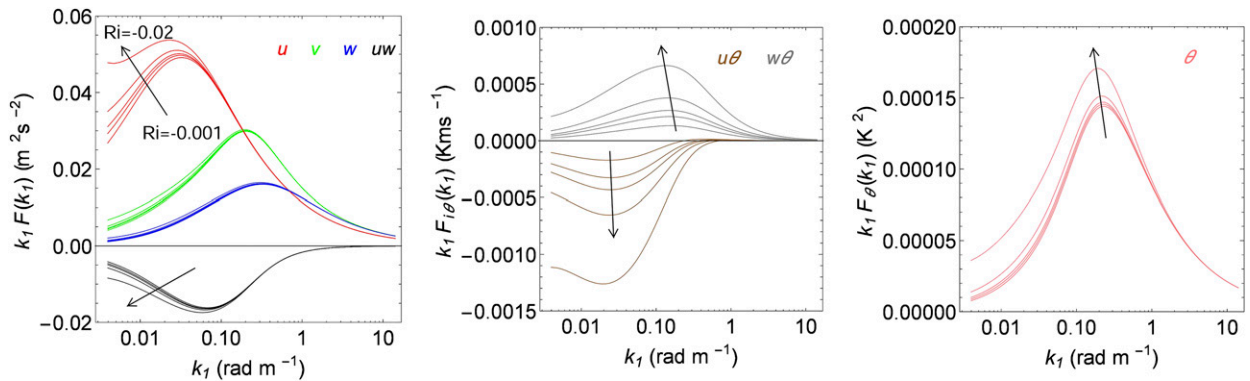 0.06
0.04
0.02
0.00
−0.02
k₁ F(k₁) (m² s⁻²)
Ri=-0.02
Ri=-0.001
u v w uw
0.01 0.10 1 10
k₁ (rad m⁻¹)
0.0010
0.0005
0.0000
−0.0005
−0.0010
−0.0015
k₁ Fᵢθ(k₁) (Kms⁻¹)
uθ wθ
0.01 0.10 1 10
k₁ (rad m⁻¹)
0.00020
0.00015
0.00010
0.00005
0.00000
k₁ Fθ(k₁) (K²)
θ
0.01 0.10 1 10
k₁ (rad m⁻¹)